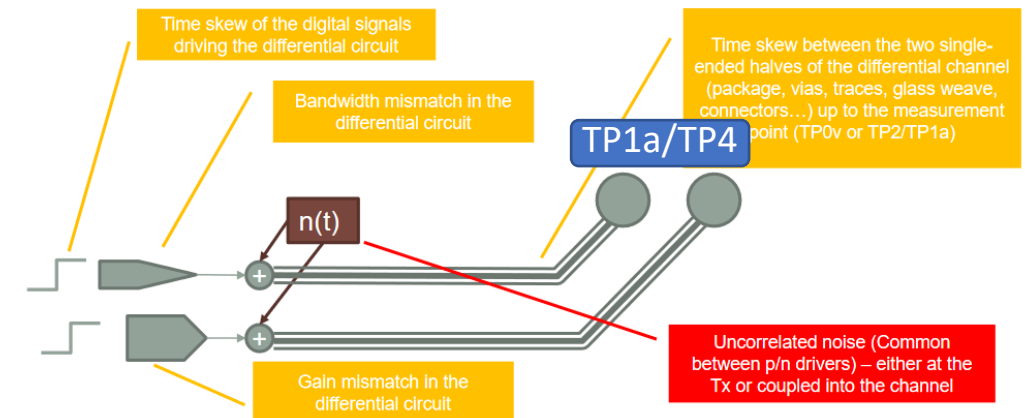 Time skew of the digital signals
driving the differential circuit
Time skew between the two single-
ended halves of the differential channel
(package, vias, traces, glass weave,
connectors…) up to the measurement
point (TP0v or TP2/TP1a)
Bandwidth mismatch in the
differential circuit
TP1a/TP4
n(t)
+
+
Uncorrelated noise (Common
between p/n drivers) – either at the
Tx or coupled into the channel
Gain mismatch in the
differential circuit